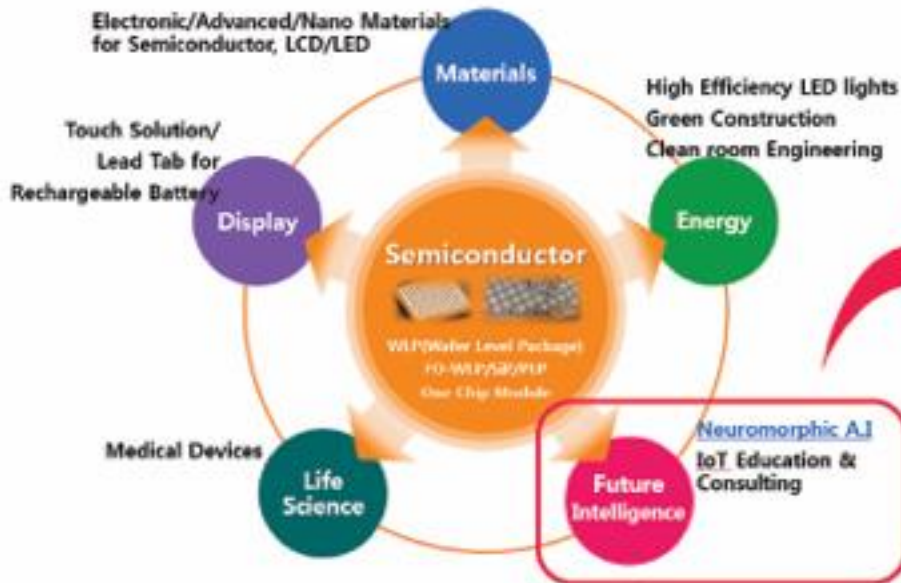 Electronic/Advanced/Nano Materials
for Semiconductor, LCD/LED
Materials
High Efficiency LED lights
Green Construction
Clean room Engineering
Energy
Touch Solution/
Lead Tab for
Rechargeable Battery
Display
Semiconductor
WLP(Wafer Level Package)
FO-WLP/SiP/PLP
One Chip Module
Medical Devices
Life
Science
Future
Intelligence
Neuromorphic A.I
IoT Education &
Consulting